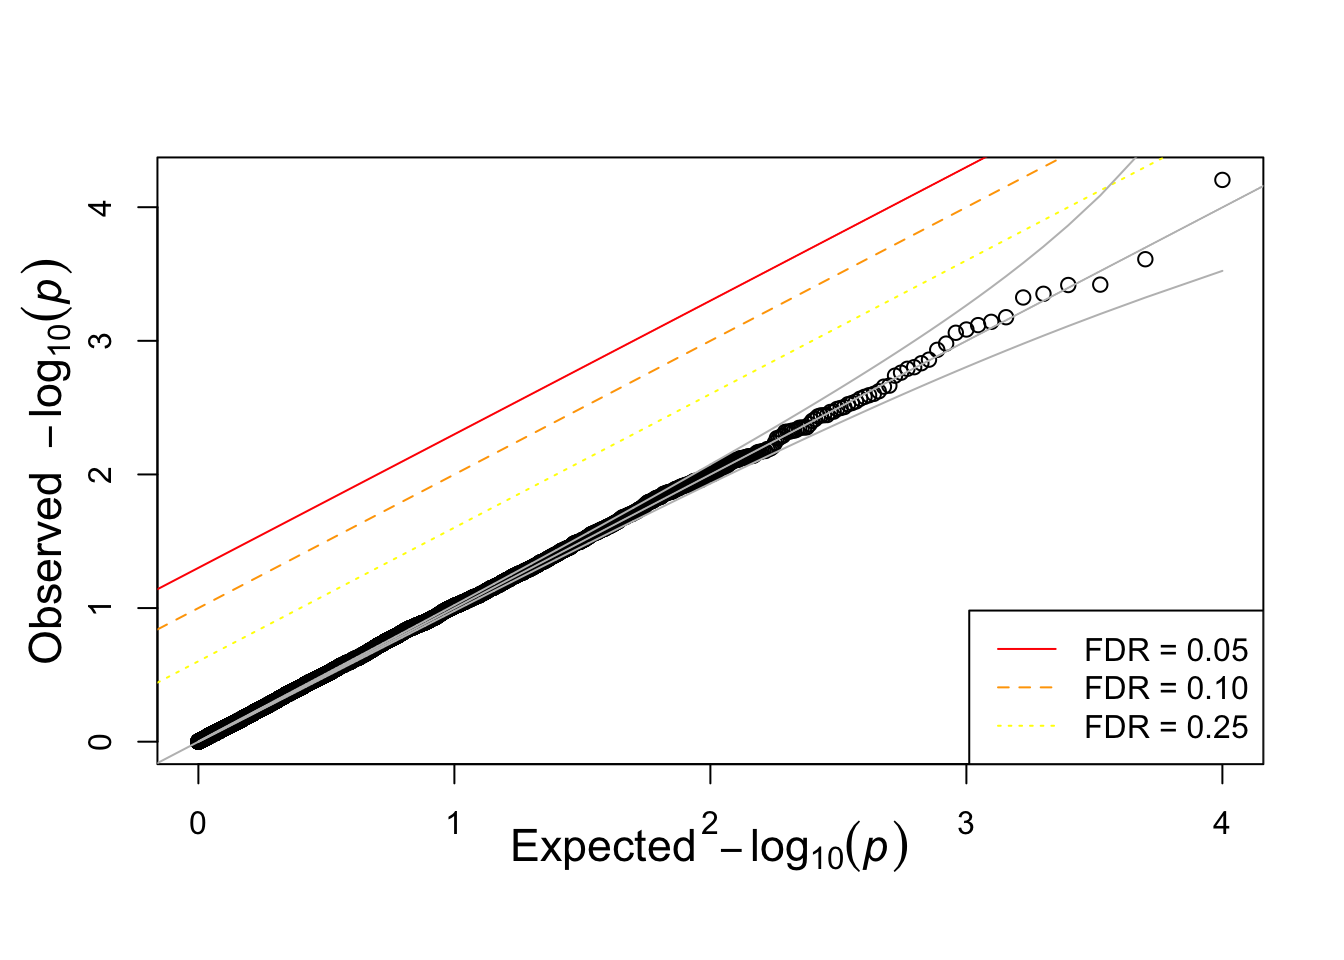 Observed −log10(p)
4
3
2
1
0
FDR = 0.05
FDR = 0.10
FDR = 0.25
0 1 2 3 4
Expected −log10(p)